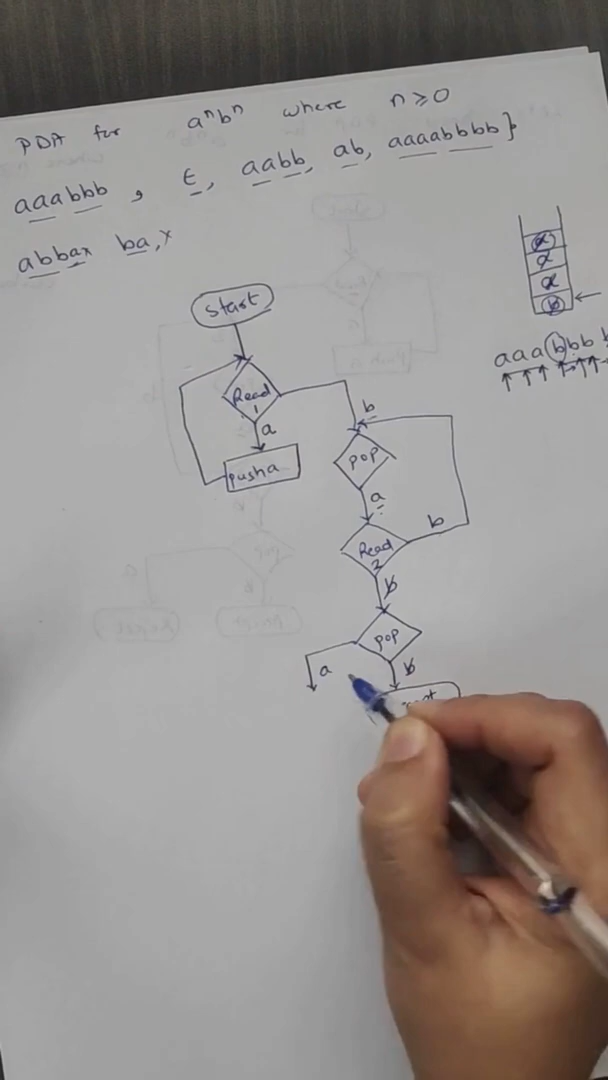 PDA for aⁿbⁿ where n ≥ 0
aaabbb , ε, aabb, ab, aaaabbbb }
abbax ba,x
start
Read 1
a
push a
b
pop
a
Read 2
b
b̸
pop
a
b̸
a
a
a
b
aaabbb